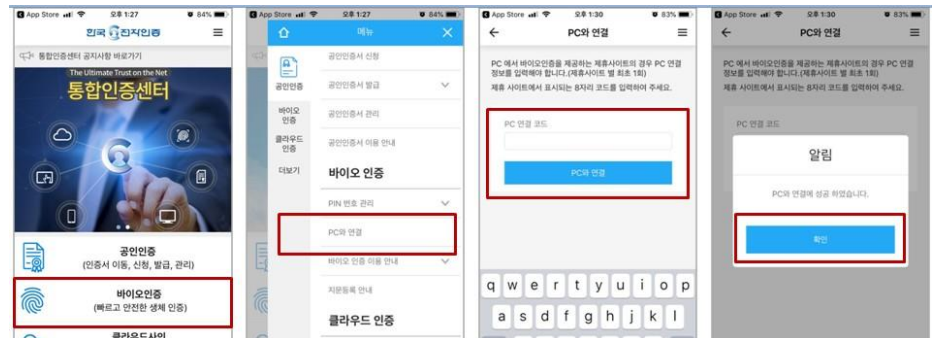 App Store 오후 1:27 84%
한국전자인증
통합인증센터 공지사항 바로가기
The Ultimate Trust on the Net
통합인증센터
공인인증
(인증서 이동, 신청, 발급, 관리)
바이오인증
(빠르고 안전한 생체 인증)
클라우드사인
App Store 오후 1:27 84%
메뉴
공인인증
바이오
인증
클라우드
인증
더보기
공인인증서 신청
공인인증서 발급
공인인증서 관리
공인인증서 이용 안내
바이오 인증
PIN 번호 관리
PC와 연결
바이오 인증 이용 안내
지문등록 안내
클라우드 인증
App Store 오후 1:30 83%
PC와 연결
PC 에서 바이오인증을 제공하는 제휴사이트의 경우 PC 연결
정보를 입력해야 합니다.(제휴사이트 별 최초 1회)
제휴 사이트에서 표시되는 8자리 코드를 입력하여 주세요.
PC 연결 코드
PC와 연결
q w e r t y u i o p
a s d f g h j k l
App Store 오후 1:30 83%
PC와 연결
PC 에서 바이오인증을 제공하는 제휴사이트의 경우 PC 연결
정보를 입력해야 합니다.(제휴사이트 별 최초 1회)
제휴 사이트에서 표시되는 8자리 코드를 입력하여 주세요.
PC 연결 코드
알림
PC와 연결에 성공 하였습니다.
확인